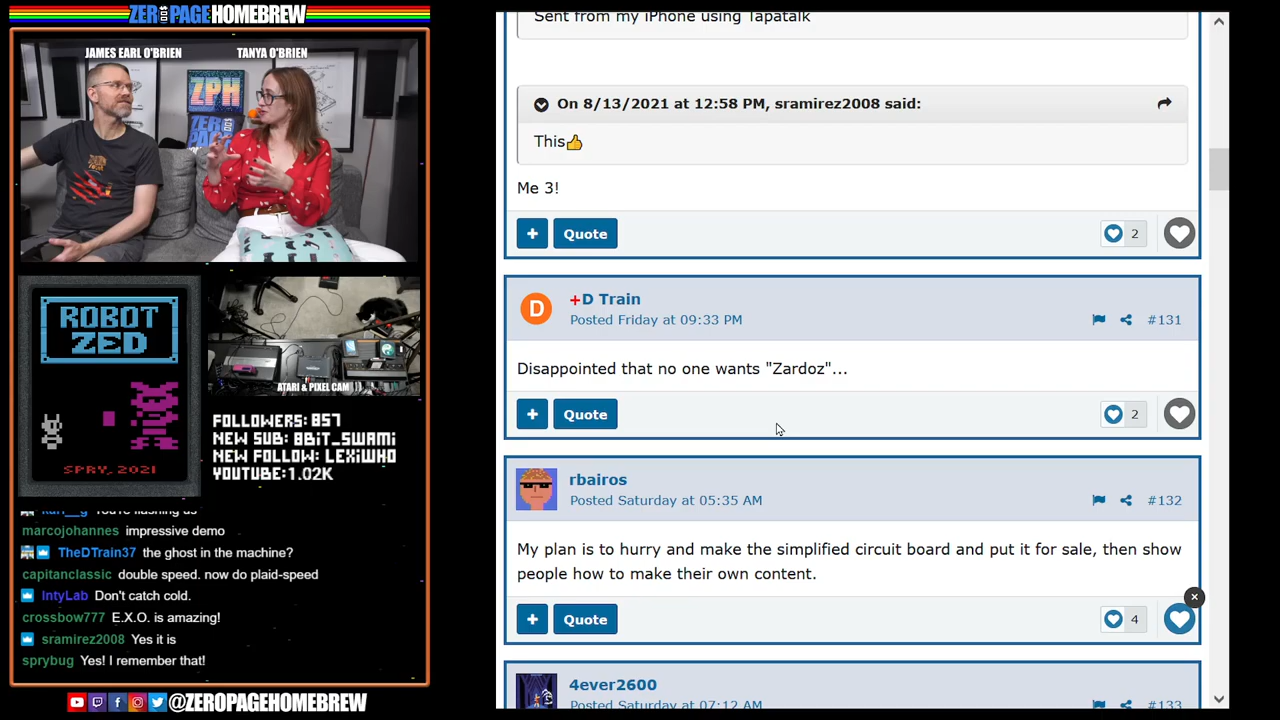 ZEROPAGEHOMEBREW
JAMES EARL O'BRIEN
TANYA O'BRIEN
ZPH
ZERO
PAGE
ROBOT
ZED
SPRY, 2021
ATARI & PIXEL CAM
FOLLOWERS: 857
NEW SUB: 8BIT_SWAMI
NEW FOLLOW: LEXIWHO
YOUTUBE:1.02K
marcojohannes impressive demo
TheDTrain37 the ghost in the machine?
capitanclassic double speed. now do plaid-speed
IntyLab Don't catch cold.
crossbow777 E.X.O. is amazing!
sramirez2008 Yes it is
sprybug Yes! I remember that!
@ZEROPAGEHOMEBREW
Sent from my iPhone using Tapatalk
On 8/13/2021 at 12:58 PM, sramirez2008 said:
This👍
Me 3!
+ Quote
2
D
+D Train
Posted Friday at 09:33 PM
#131
Disappointed that no one wants "Zardoz"...
+ Quote
2
rbairos
Posted Saturday at 05:35 AM
#132
My plan is to hurry and make the simplified circuit board and put it for sale, then show
people how to make their own content.
+ Quote
4
4ever2600
Posted Saturday at 07:12 AM
#133